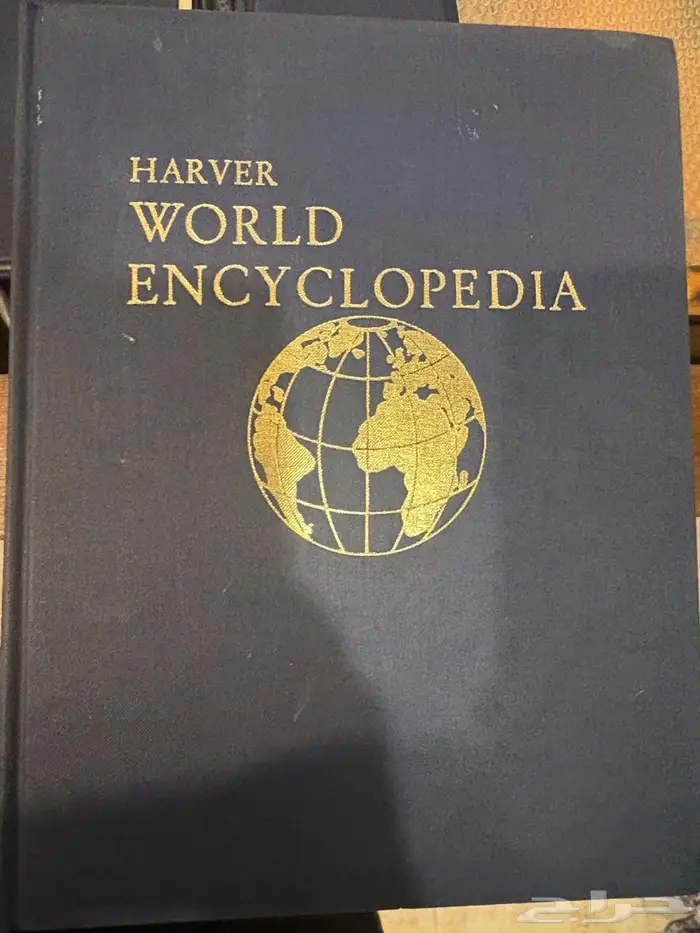 HARVER
WORLD
ENCYCLOPEDIA
حراج